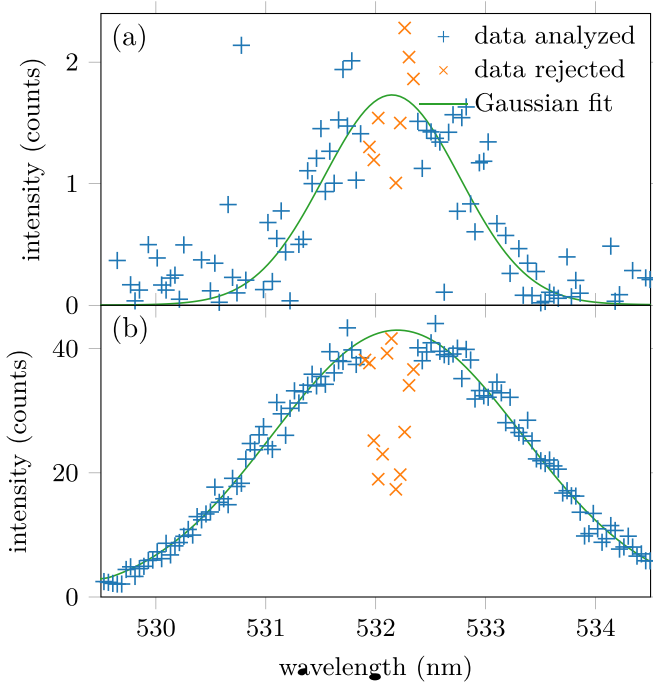 (a)
data analyzed
data rejected
Gaussian fit
2
1
0
intensity (counts)
(b)
40
20
0
intensity (counts)
530 531 532 533 534
wavelength (nm)